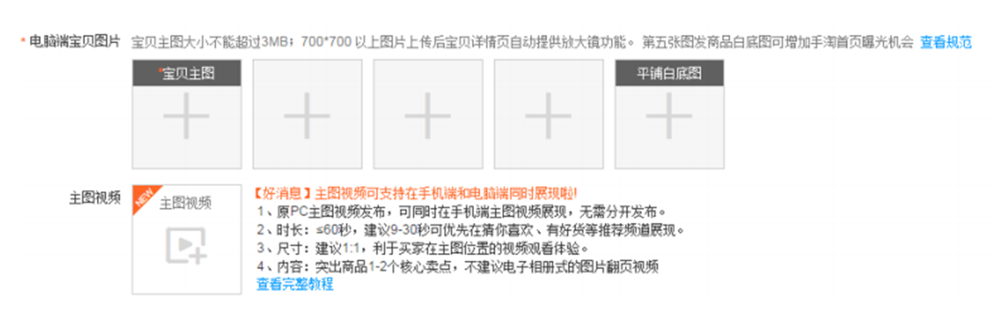 * 电脑端宝贝图片 宝贝主图大小不能超过3MB；700*700 以上图片上传后宝贝详情页自动提供放大镜功能。 第五张图发商品白底图可增加手淘首页曝光机会 查看规范
*宝贝主图 平铺白底图
主图视频
NEW 主图视频
【好消息】主图视频可支持在手机端和电脑端同时展现啦!
1、原PC主图视频发布，可同时在手机端主图视频展现，无需分开发布。
2、时长：≤60秒，建议9-30秒可优先在猜你喜欢、有好货等推荐频道展现。
3、尺寸：建议1:1，利于买家在主图位置的视频观看体验。
4、内容：突出商品1-2个核心卖点，不建议电子相册式的图片翻页视频
查看完整教程